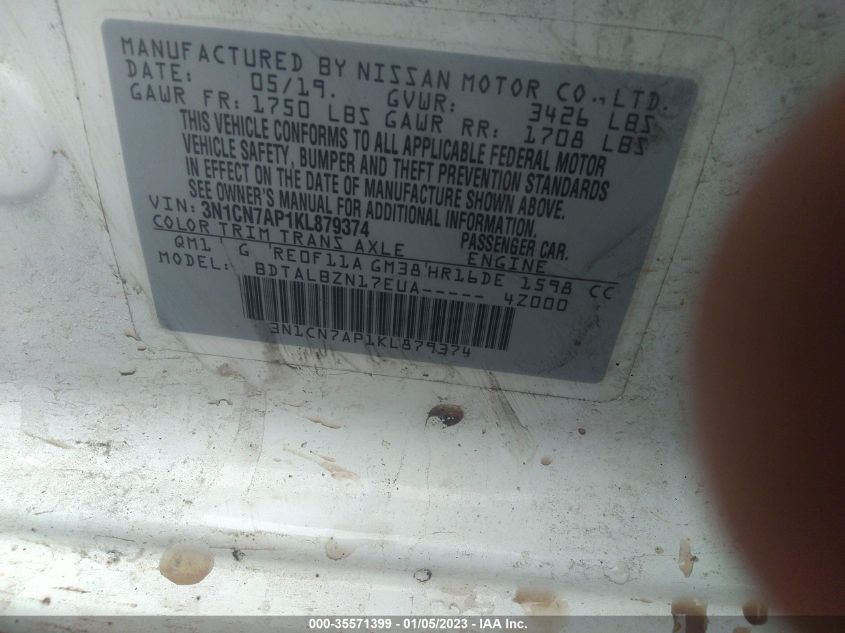 MANUFACTURED BY NISSAN MOTOR CO., LTD.
DATE: 05/19. GVWR: 3426 LBS
GAWR FR: 1750 LBS GAWR RR: 1708 LBS
THIS VEHICLE CONFORMS TO ALL APPLICABLE FEDERAL MOTOR
VEHICLE SAFETY, BUMPER AND THEFT PREVENTION STANDARDS
IN EFFECT ON THE DATE OF MANUFACTURE SHOWN ABOVE.
SEE OWNER'S MANUAL FOR ADDITIONAL INFORMATION
VIN: 3N1CN7AP1KL879374 PASSENGER CAR.
COLOR TRIM TRANS AXLE ENGINE
QM1 G RE0F11A GM38 HR16DE 1598 CC
MODEL: BDTALBZN17EUA----- 4Z000
3N1CN7AP1KL879374
000-35571399 - 01/05/2023 - IAA Inc.